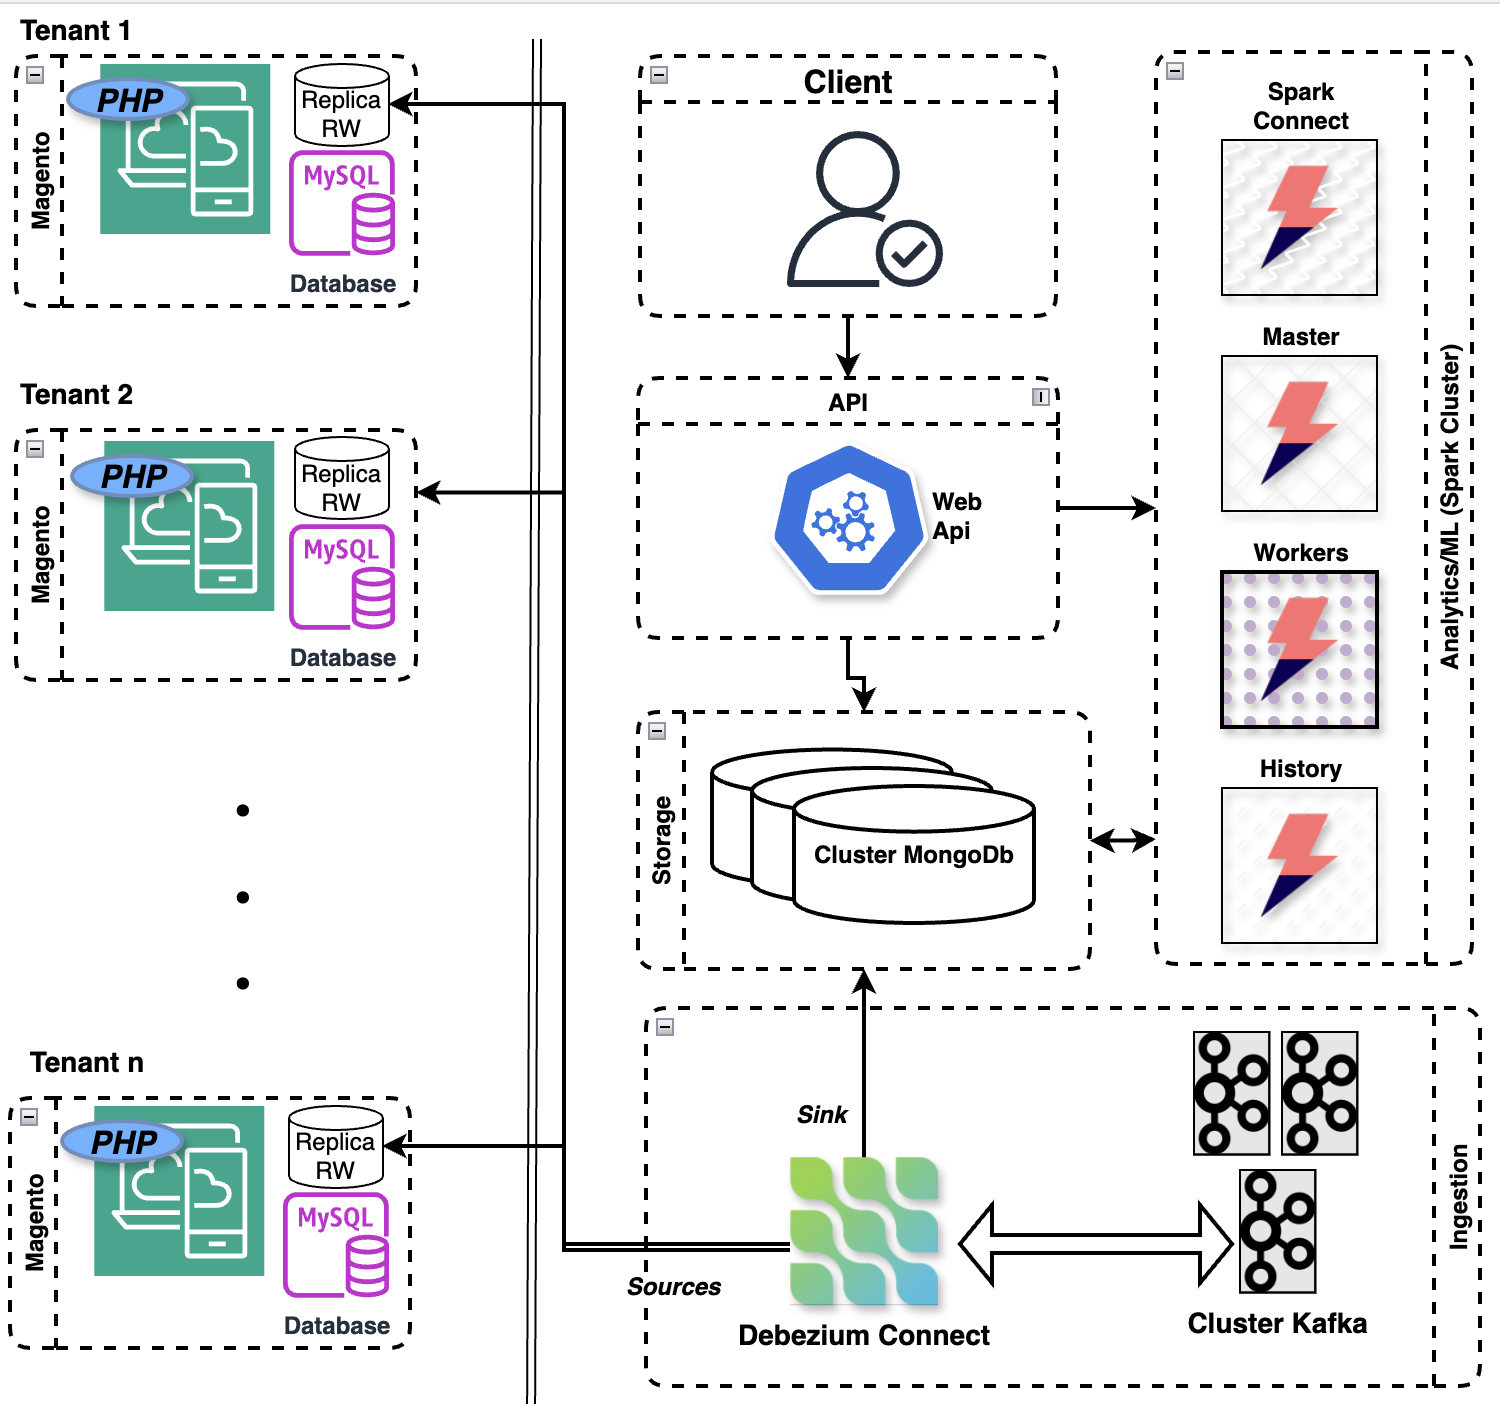 Tenant 1
Magento
PHP
Replica
RW
MySQL
Database
Tenant 2
Magento
PHP
Replica
RW
MySQL
Database
Tenant n
Magento
PHP
Replica
RW
MySQL
Database
Client
API
Web
Api
Storage
Cluster MongoDb
Spark
Connect
Master
Workers
History
Analytics/ML (Spark Cluster)
Sink
Sources
Debezium Connect
Cluster Kafka
Ingestion